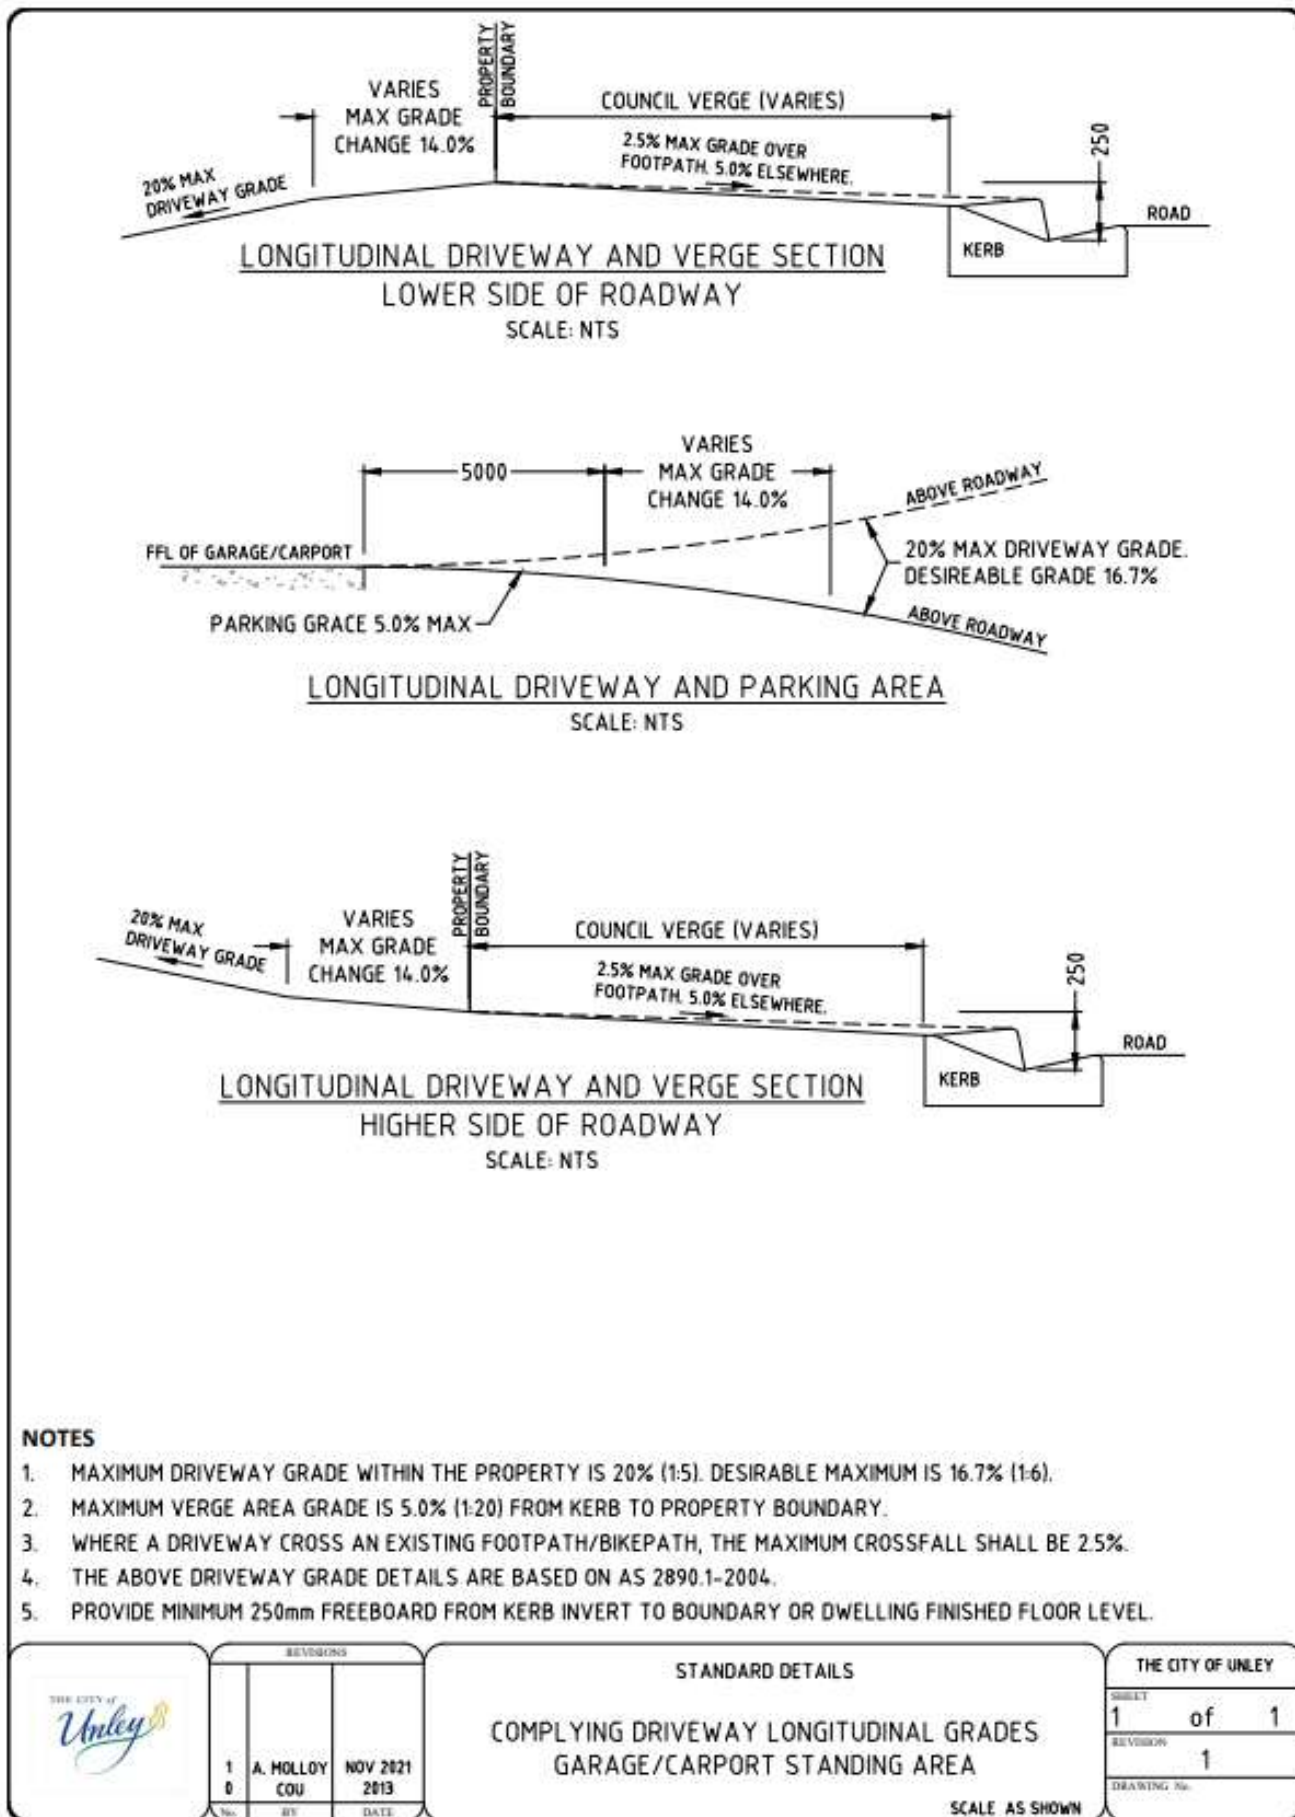 PROPERTY
BOUNDARY
VARIES
MAX GRADE
CHANGE 14.0%
COUNCIL VERGE (VARIES)
2.5% MAX GRADE OVER
FOOTPATH. 5.0% ELSEWHERE.
250
20% MAX
DRIVEWAY GRADE
ROAD
KERB
LONGITUDINAL DRIVEWAY AND VERGE SECTION
LOWER SIDE OF ROADWAY
SCALE: NTS
5000
VARIES
MAX GRADE
CHANGE 14.0%
ABOVE ROADWAY
FFL OF GARAGE/CARPORT
20% MAX DRIVEWAY GRADE.
DESIREABLE GRADE 16.7%
PARKING GRACE 5.0% MAX
ABOVE ROADWAY
LONGITUDINAL DRIVEWAY AND PARKING AREA
SCALE: NTS
PROPERTY
BOUNDARY
20% MAX
DRIVEWAY GRADE
VARIES
MAX GRADE
CHANGE 14.0%
COUNCIL VERGE (VARIES)
2.5% MAX GRADE OVER
FOOTPATH. 5.0% ELSEWHERE.
250
ROAD
KERB
LONGITUDINAL DRIVEWAY AND VERGE SECTION
HIGHER SIDE OF ROADWAY
SCALE: NTS
NOTES
1. MAXIMUM DRIVEWAY GRADE WITHIN THE PROPERTY IS 20% (1:5). DESIRABLE MAXIMUM IS 16.7% (1:6).
2. MAXIMUM VERGE AREA GRADE IS 5.0% (1:20) FROM KERB TO PROPERTY BOUNDARY.
3. WHERE A DRIVEWAY CROSS AN EXISTING FOOTPATH/BIKEPATH, THE MAXIMUM CROSSFALL SHALL BE 2.5%.
4. THE ABOVE DRIVEWAY GRADE DETAILS ARE BASED ON AS 2890.1-2004.
5. PROVIDE MINIMUM 250mm FREEBOARD FROM KERB INVERT TO BOUNDARY OR DWELLING FINISHED FLOOR LEVEL.
THE CITY of
Unley
REVISIONS
1 A. MOLLOY NOV 2021
0 COU 2013
No. BY DATE
STANDARD DETAILS
COMPLYING DRIVEWAY LONGITUDINAL GRADES
GARAGE/CARPORT STANDING AREA
SCALE AS SHOWN
THE CITY OF UNLEY
SHEET
1 of 1
REVISION
1
DRAWING No.